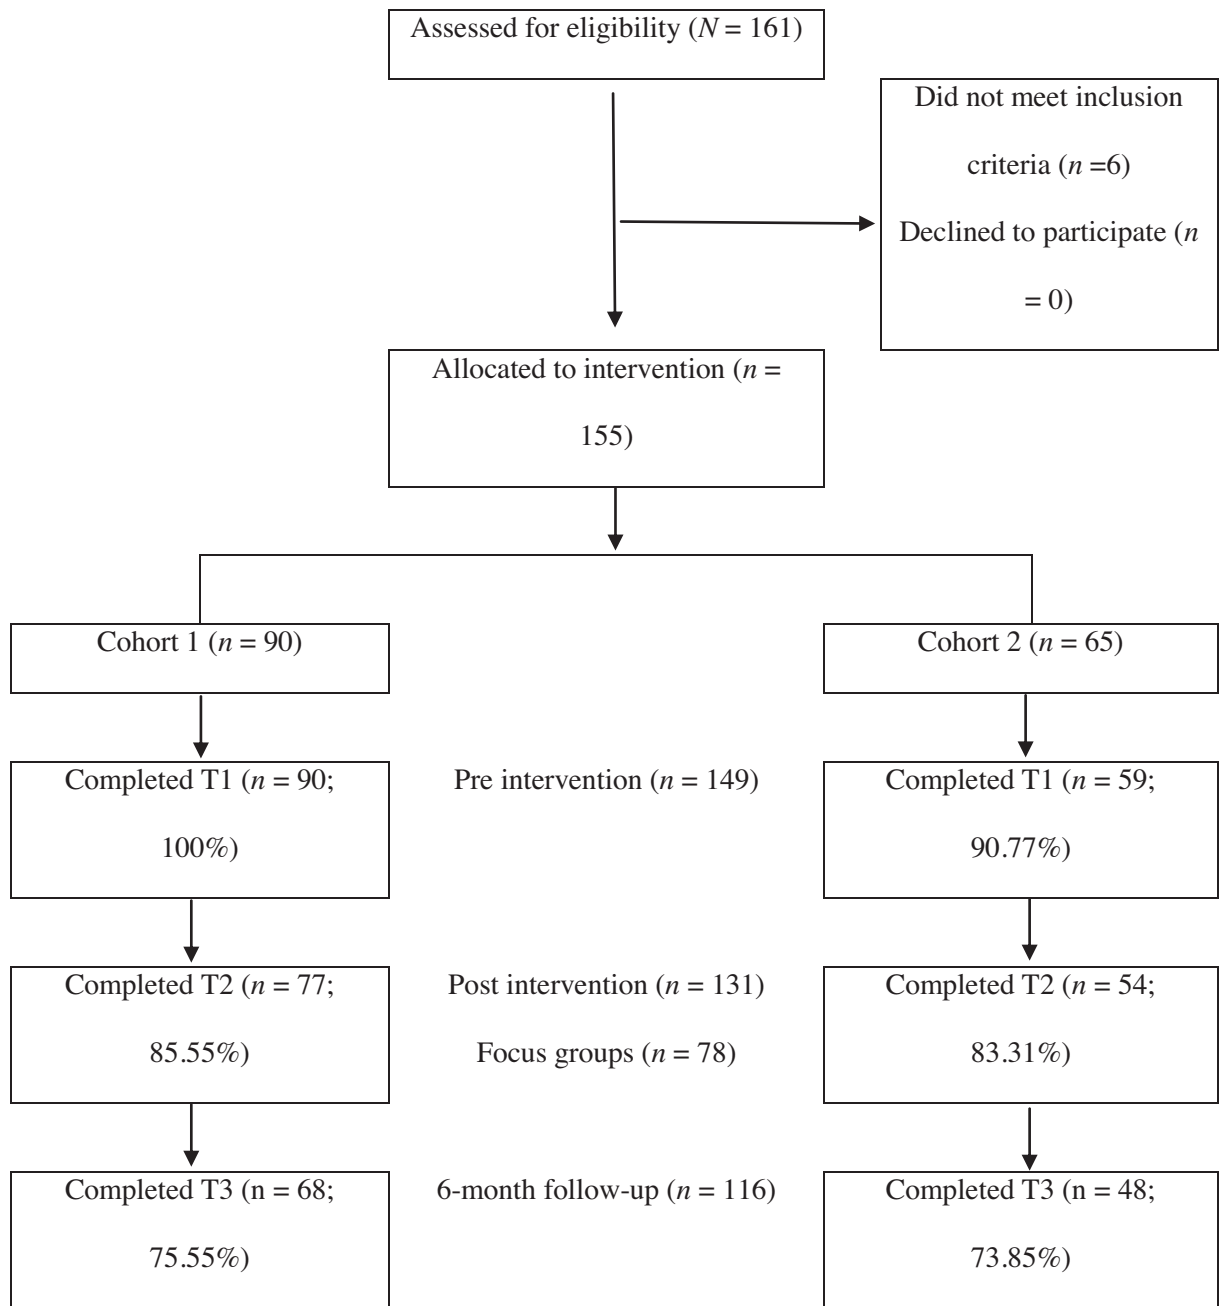 Assessed for eligibility (N = 161)
Did not meet inclusion
criteria (n =6)
Declined to participate (n
= 0)
Allocated to intervention (n =
155)
Cohort 1 (n = 90)
Cohort 2 (n = 65)
Completed T1 (n = 90;
100%)
Pre intervention (n = 149)
Completed T1 (n = 59;
90.77%)
Completed T2 (n = 77;
85.55%)
Post intervention (n = 131)
Focus groups (n = 78)
Completed T2 (n = 54;
83.31%)
Completed T3 (n = 68;
75.55%)
6-month follow-up (n = 116)
Completed T3 (n = 48;
73.85%)